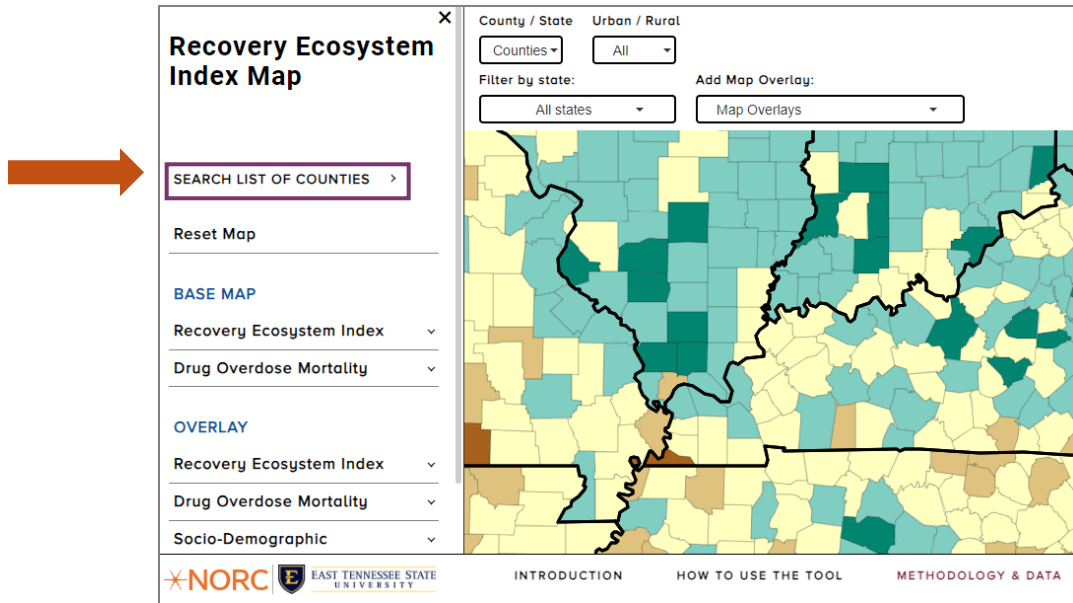 ×
Recovery Ecosystem
Index Map
SEARCH LIST OF COUNTIES >
Reset Map
BASE MAP
Recovery Ecosystem Index
Drug Overdose Mortality
OVERLAY
Recovery Ecosystem Index
Drug Overdose Mortality
Socio-Demographic
County / State Urban / Rural
Counties All
Filter by state: Add Map Overlay:
All states Map Overlays
NORC E EAST TENNESSEE STATE
UNIVERSITY
INTRODUCTION HOW TO USE THE TOOL METHODOLOGY & DATA